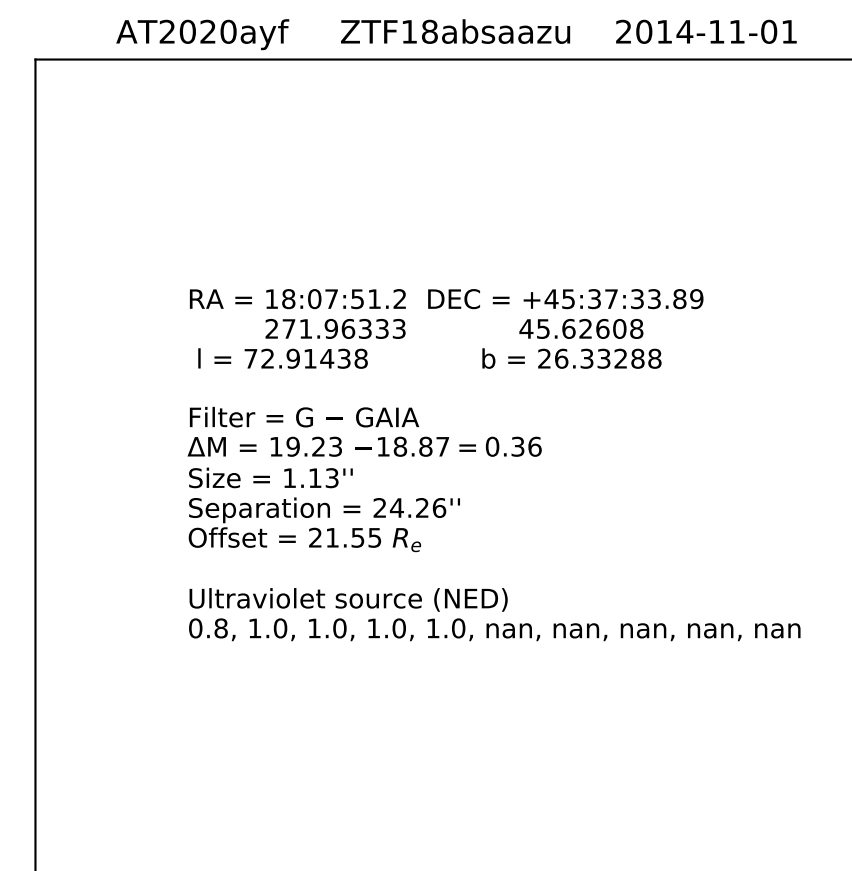 AT2020ayf ZTF18absaazu 2014-11-01
RA = 18:07:51.2 DEC = +45:37:33.89
271.96333 45.62608
l = 72.91438 b = 26.33288
Filter = G − GAIA
ΔM = 19.23 −18.87 = 0.36
Size = 1.13''
Separation = 24.26''
Offset = 21.55 Re
Ultraviolet source (NED)
0.8, 1.0, 1.0, 1.0, 1.0, nan, nan, nan, nan, nan